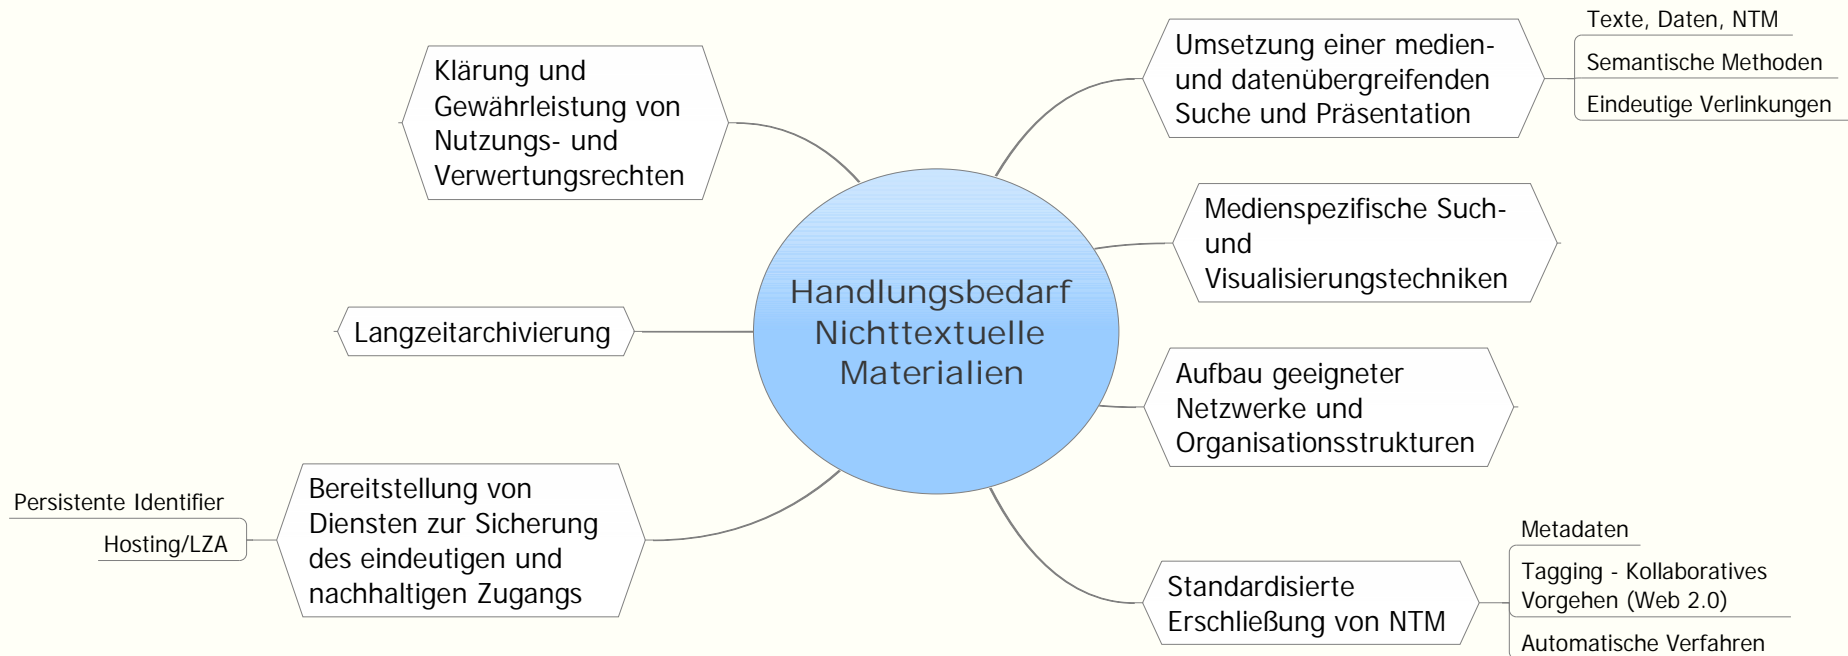 Handlungsbedarf
Nichttextuelle
Materialien
Umsetzung einer medien-
und datenübergreifenden
Suche und Präsentation
Texte, Daten, NTM
Semantische Methoden
Eindeutige Verlinkungen
Medienspezifische Such-
und
Visualisierungstechniken
Aufbau geeigneter
Netzwerke und
Organisationsstrukturen
Standardisierte
Erschließung von NTM
Metadaten
Tagging - Kollaboratives
Vorgehen (Web 2.0)
Automatische Verfahren
Klärung und
Gewährleistung von
Nutzungs- und
Verwertungsrechten
Langzeitarchivierung
Bereitstellung von
Diensten zur Sicherung
des eindeutigen und
nachhaltigen Zugangs
Persistente Identifier
Hosting/LZA